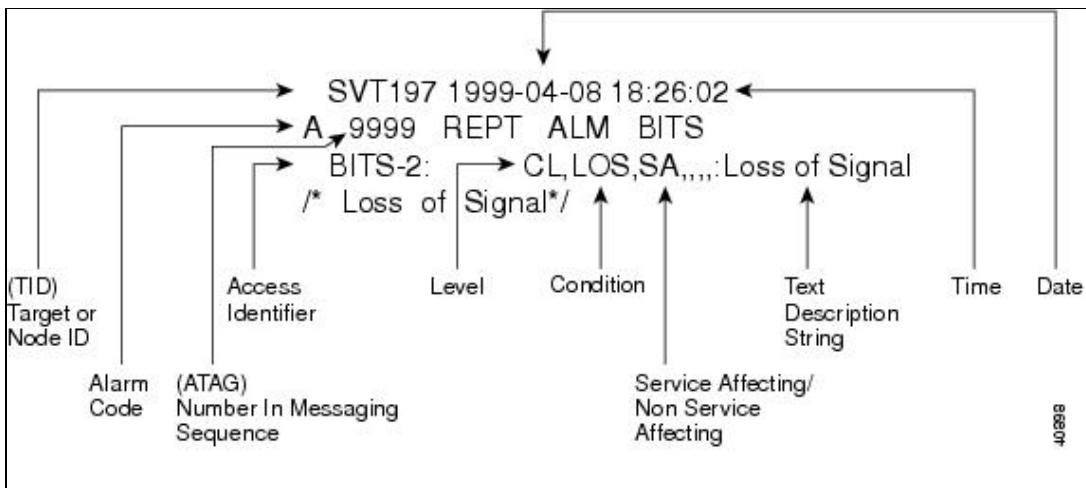 SVT197 1999-04-08 18:26:02
A 9999 REPT ALM BITS
BITS-2: CL,LOS,SA,,,,:Loss of Signal
/* Loss of Signal*/
(TID)
Target or
Node ID
Access
Identifier
Level
Condition
Text
Description
String
Time
Date
Alarm
Code
(ATAG)
Number In Messaging
Sequence
Service Affecting/
Non Service
Affecting